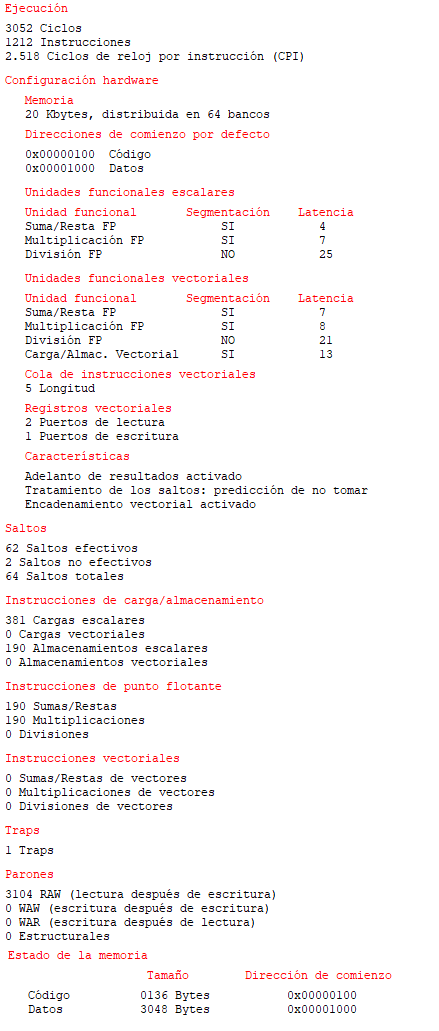 Ejecución
3052 Ciclos
1212 Instrucciones
2.518 Ciclos de reloj por instrucción (CPI)
Configuración hardware
Memoria
20 Kbytes, distribuida en 64 bancos
Direcciones de comienzo por defecto
0x00000100 Código
0x00001000 Datos
Unidades funcionales escalares
Unidad funcional Segmentación Latencia
Suma/Resta FP SI 4
Multiplicación FP SI 7
División FP NO 25
Unidades funcionales vectoriales
Unidad funcional Segmentación Latencia
Suma/Resta FP SI 7
Multiplicación FP SI 8
División FP NO 21
Carga/Almac. Vectorial SI 13
Cola de instrucciones vectoriales
5 Longitud
Registros vectoriales
2 Puertos de lectura
1 Puertos de escritura
Características
Adelanto de resultados activado
Tratamiento de los saltos: predicción de no tomar
Encadenamiento vectorial activado
Saltos
62 Saltos efectivos
2 Saltos no efectivos
64 Saltos totales
Instrucciones de carga/almacenamiento
381 Cargas escalares
0 Cargas vectoriales
190 Almacenamientos escalares
0 Almacenamientos vectoriales
Instrucciones de punto flotante
190 Sumas/Restas
190 Multiplicaciones
0 Divisiones
Instrucciones vectoriales
0 Sumas/Restas de vectores
0 Multiplicaciones de vectores
0 Divisiones de vectores
Traps
1 Traps
Parones
3104 RAW (lectura después de escritura)
0 WAW (escritura después de escritura)
0 WAR (escritura después de lectura)
0 Estructurales
Estado de la memoria
Tamaño Dirección de comienzo
Código 0136 Bytes 0x00000100
Datos 3048 Bytes 0x00001000